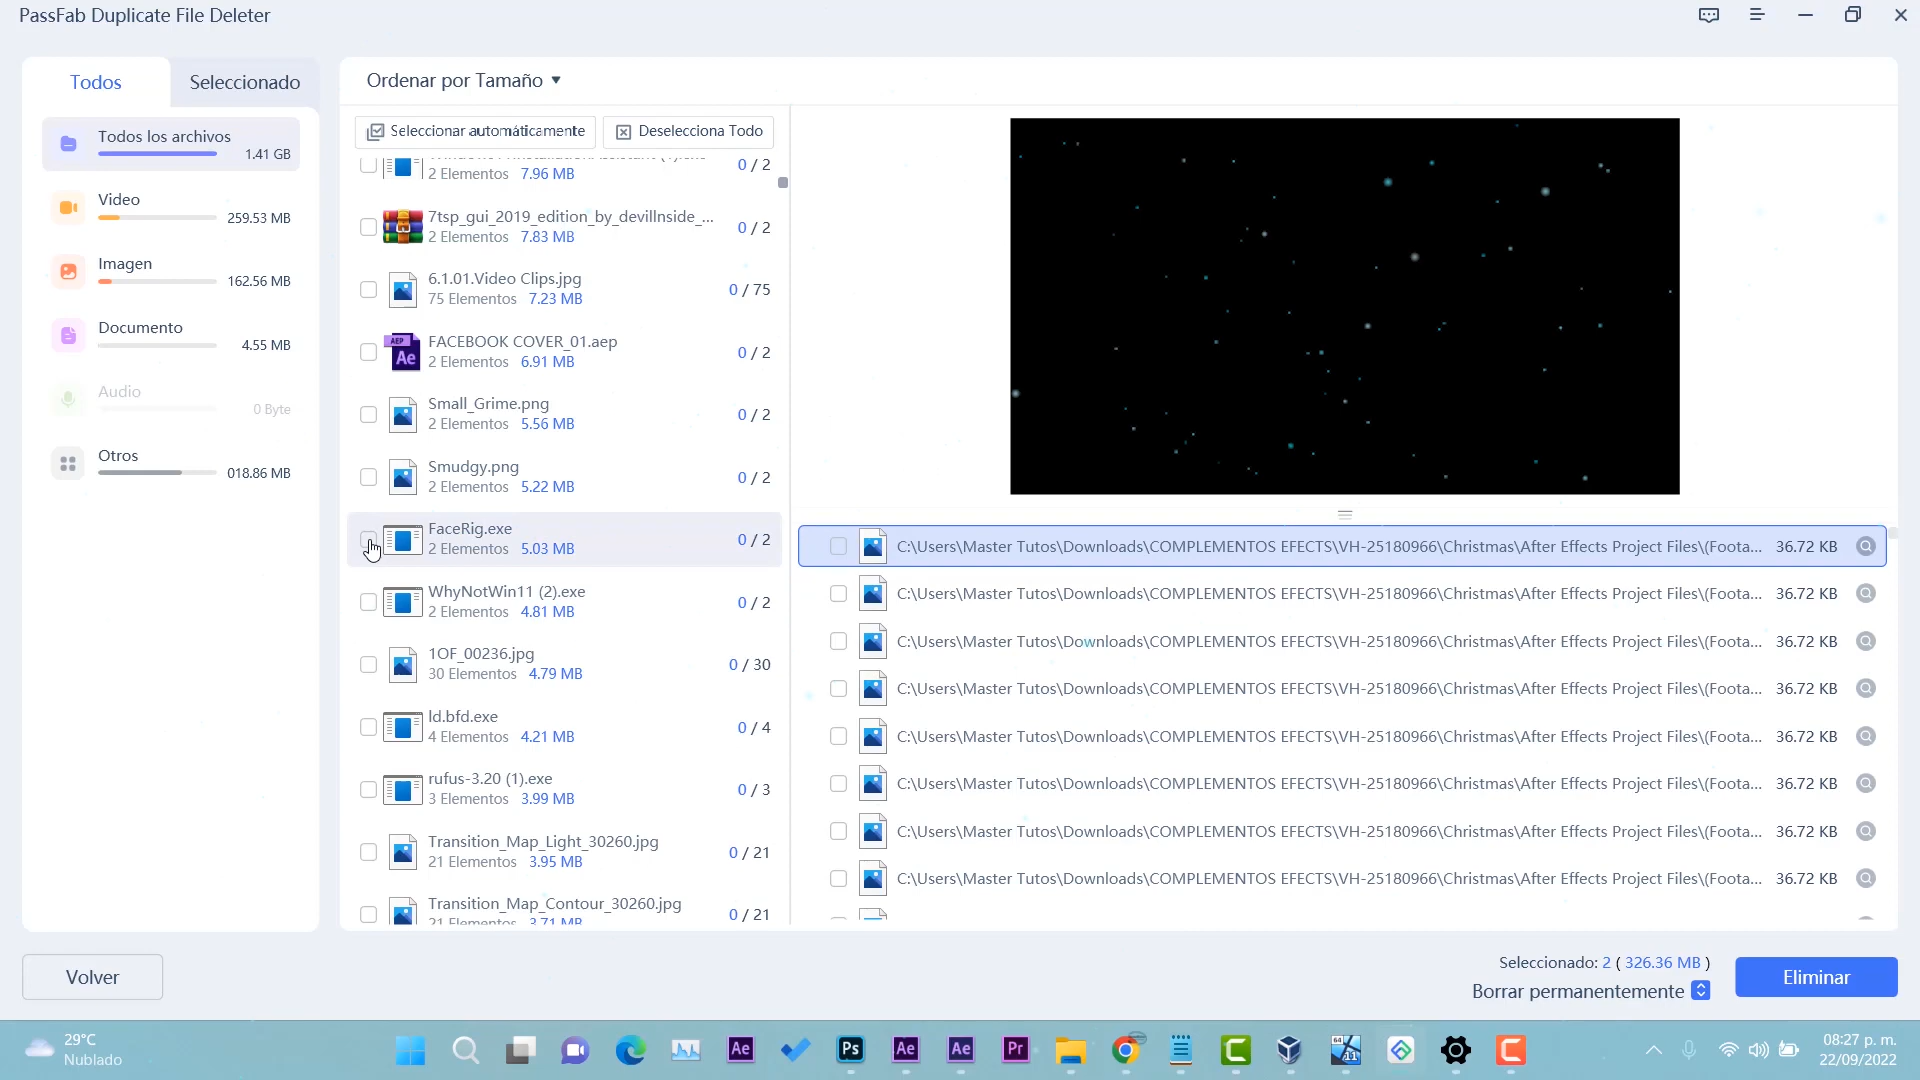 PassFab Duplicate File Deleter
Todos
Seleccionado
Todos los archivos
1.41 GB
Video
259.53 MB
Imagen
162.56 MB
Documento
4.55 MB
Audio
0 Byte
Otros
018.86 MB
Ordenar por Tamaño
Seleccionar automáticamente
Deselecciona Todo
2 Elementos 7.96 MB
0 / 2
7tsp_gui_2019_edition_by_devillnside_...
2 Elementos 7.83 MB
0 / 2
6.1.01.Video Clips.jpg
75 Elementos 7.23 MB
0 / 75
FACEBOOK COVER_01.aep
2 Elementos 6.91 MB
0 / 2
Small_Grime.png
2 Elementos 5.56 MB
0 / 2
Smudgy.png
2 Elementos 5.22 MB
0 / 2
FaceRig.exe
2 Elementos 5.03 MB
0 / 2
WhyNotWin11 (2).exe
2 Elementos 4.81 MB
0 / 2
1OF_00236.jpg
30 Elementos 4.79 MB
0 / 30
ld.bfd.exe
4 Elementos 4.21 MB
0 / 4
rufus-3.20 (1).exe
3 Elementos 3.99 MB
0 / 3
Transition_Map_Light_30260.jpg
21 Elementos 3.95 MB
0 / 21
Transition_Map_Contour_30260.jpg
21 Elementos 3.71 MB
0 / 21
C:\Users\Master Tutos\Downloads\COMPLEMENTOS EFECTS\VH-25180966\Christmas\After Effects Project Files\(Foota... 36.72 KB
C:\Users\Master Tutos\Downloads\COMPLEMENTOS EFECTS\VH-25180966\Christmas\After Effects Project Files\(Foota... 36.72 KB
C:\Users\Master Tutos\Downloads\COMPLEMENTOS EFECTS\VH-25180966\Christmas\After Effects Project Files\(Foota... 36.72 KB
C:\Users\Master Tutos\Downloads\COMPLEMENTOS EFECTS\VH-25180966\Christmas\After Effects Project Files\(Foota... 36.72 KB
C:\Users\Master Tutos\Downloads\COMPLEMENTOS EFECTS\VH-25180966\Christmas\After Effects Project Files\(Foota... 36.72 KB
C:\Users\Master Tutos\Downloads\COMPLEMENTOS EFECTS\VH-25180966\Christmas\After Effects Project Files\(Foota... 36.72 KB
C:\Users\Master Tutos\Downloads\COMPLEMENTOS EFECTS\VH-25180966\Christmas\After Effects Project Files\(Foota... 36.72 KB
C:\Users\Master Tutos\Downloads\COMPLEMENTOS EFECTS\VH-25180966\Christmas\After Effects Project Files\(Foota... 36.72 KB
Volver
Seleccionado: 2 ( 326.36 MB )
Borrar permanentemente
Eliminar
29°C
Nublado
08:27 p. m.
22/09/2022